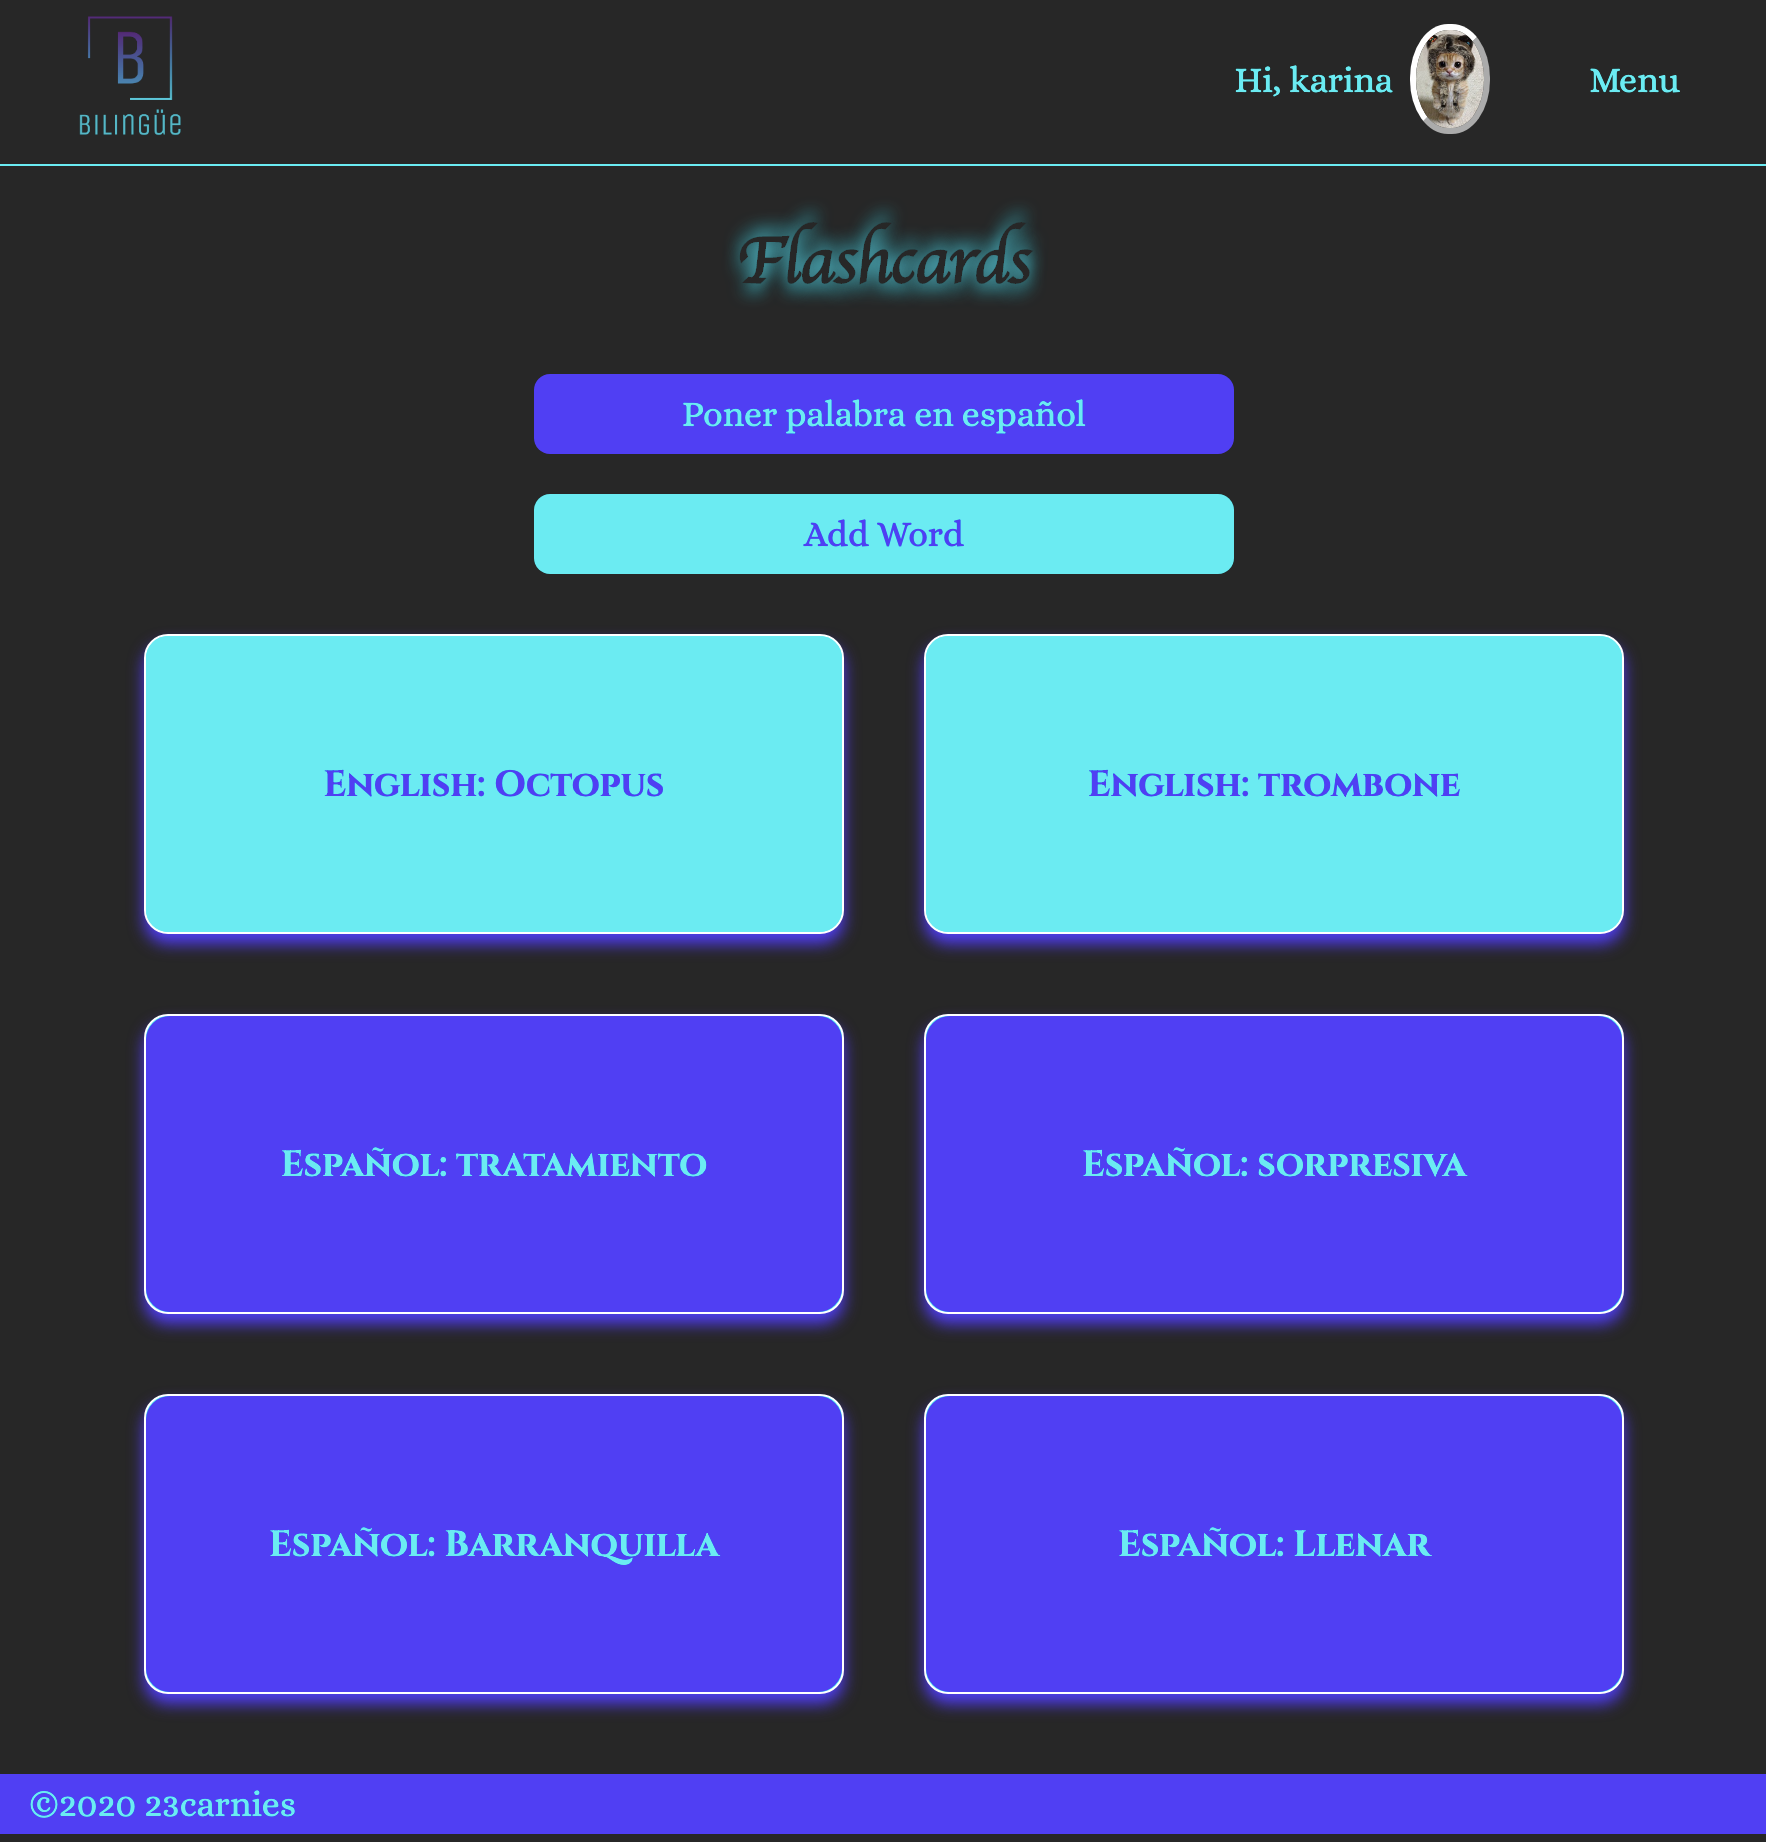 B
BILINGÜE
Hi, karina
Menu
Flashcards
Poner palabra en español
Add Word
English: Octopus
English: trombone
Español: tratamiento
Español: sorpresiva
Español: Barranquilla
Español: Llenar
©2020 23carnies